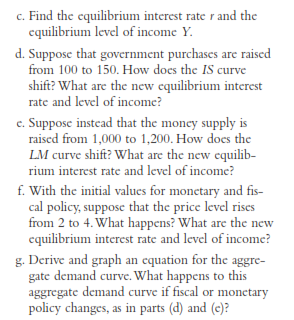 c. Find the equilibrium interest rate r and the
equilibrium level of income Y.
d. Suppose that government purchases are raised
from 100 to 150. How does the IS curve
shift? What are the new equilibrium interest
rate and level of income?
e. Suppose instead that the money supply is
raised from 1,000 to 1,200. How does the
LM curve shift? What are the new equilib-
rium interest rate and level of income?
f. With the initial values for monetary and fis-
cal policy, suppose that the price level rises
from 2 to 4. What happens? What are the new
equilibrium interest rate and level of income?
g. Derive and graph an equation for the aggre-
gate demand curve. What happens to this
aggregate demand curve if fiscal or monetary
policy changes, as in parts (d) and (e)?